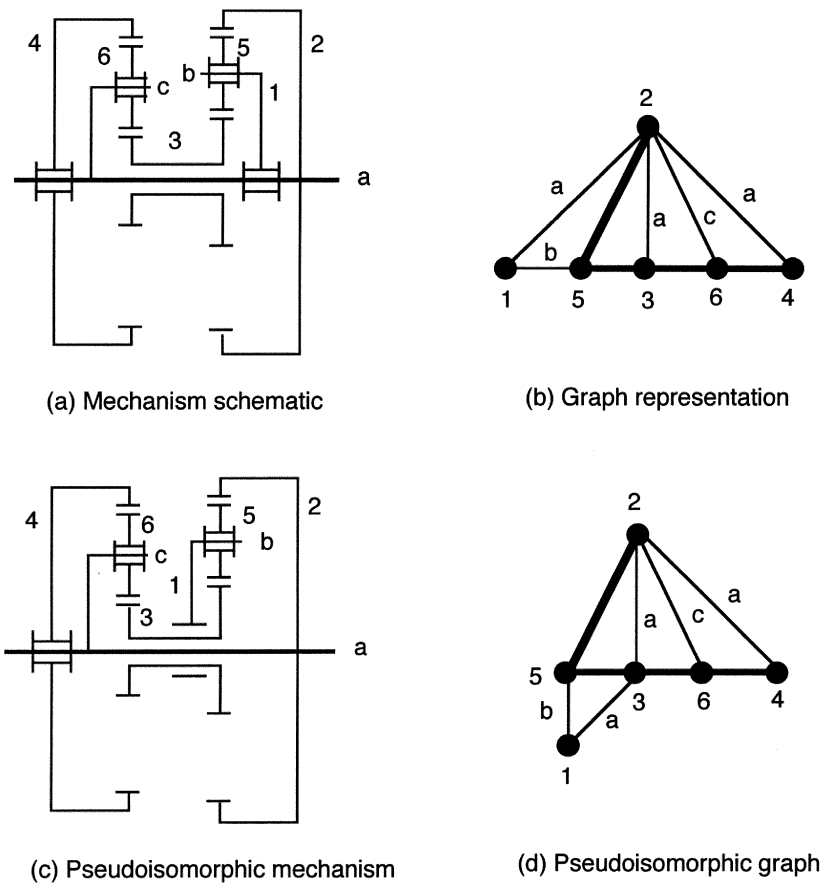 4
6
5
2
b
c
1
3
a
(a) Mechanism schematic
2
a
a
a
c
b
1
5
3
6
4
(b) Graph representation
4
6
5
2
c
b
1
3
a
(c) Pseudoisomorphic mechanism
2
a
a
c
5
3
6
4
b
a
1
(d) Pseudoisomorphic graph